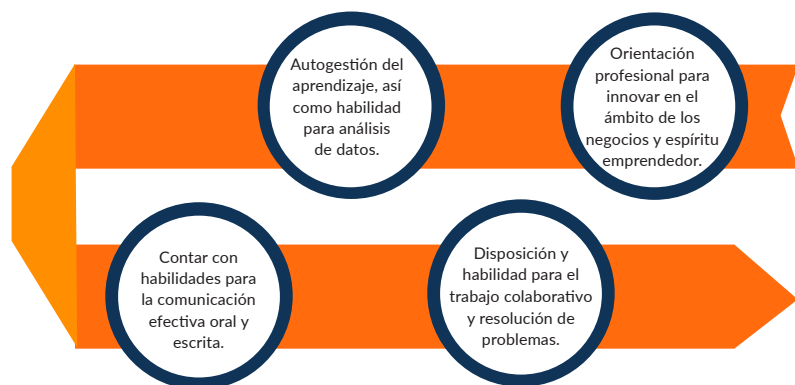 Autogestión del
aprendizaje, así
como habilidad
para análisis
de datos.
Orientación
profesional para
innovar en el
ámbito de los
negocios y espíritu
emprendedor.
Contar con
habilidades para
la comunicación
efectiva oral y
escrita.
Disposición y
habilidad para el
trabajo colaborativo
y resolución de
problemas.